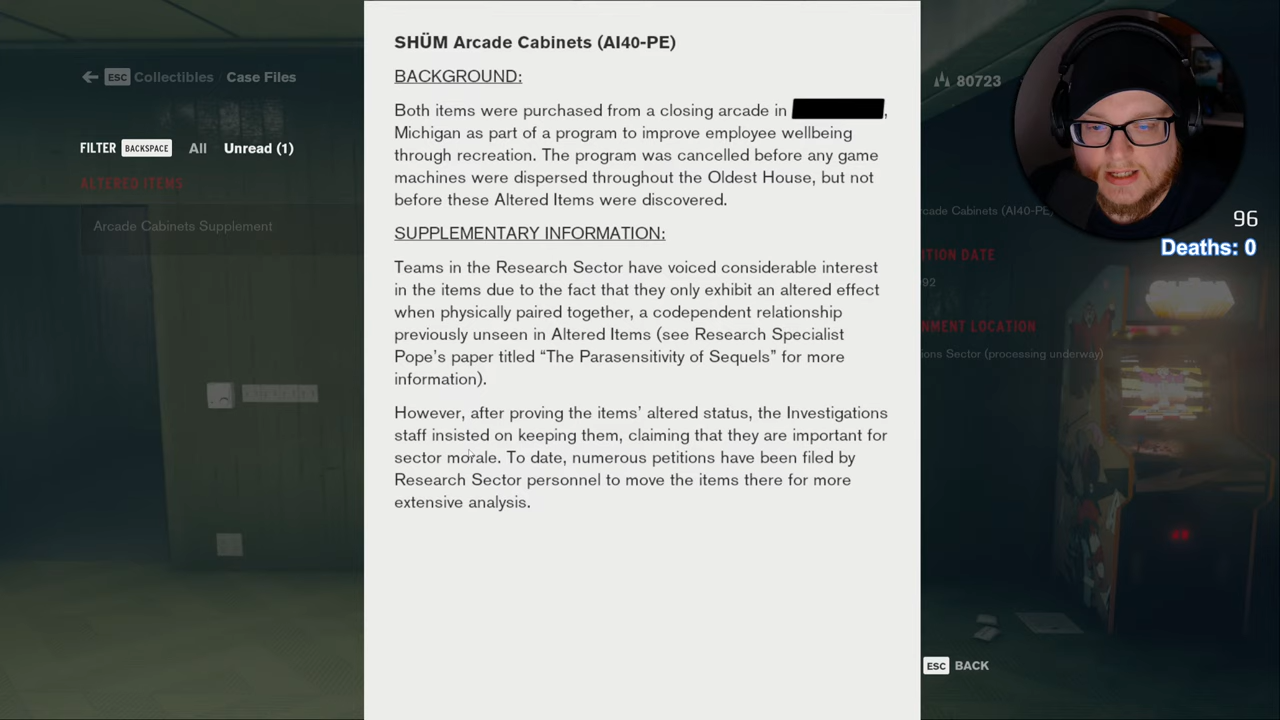 SHÜM Arcade Cabinets (AI40-PE)
BACKGROUND:
Both items were purchased from a closing arcade in ,
Michigan as part of a program to improve employee wellbeing
through recreation. The program was cancelled before any game
machines were dispersed throughout the Oldest House, but not
before these Altered Items were discovered.
SUPPLEMENTARY INFORMATION:
Teams in the Research Sector have voiced considerable interest
in the items due to the fact that they only exhibit an altered effect
when physically paired together, a codependent relationship
previously unseen in Altered Items (see Research Specialist
Pope's paper titled “The Parasensitivity of Sequels” for more
information).
However, after proving the items' altered status, the Investigations
staff insisted on keeping them, claiming that they are important for
sector morale. To date, numerous petitions have been filed by
Research Sector personnel to move the items there for more
extensive analysis.
ESC Collectibles / Case Files
FILTER BACKSPACE All Unread (1)
ALTERED ITEMS
Arcade Cabinets Supplement
80723
96
Deaths: 0
rcade Cabinets (AI40-PE)
ITION DATE
92
NMENT LOCATION
ions Sector (processing underway)
ESC BACK